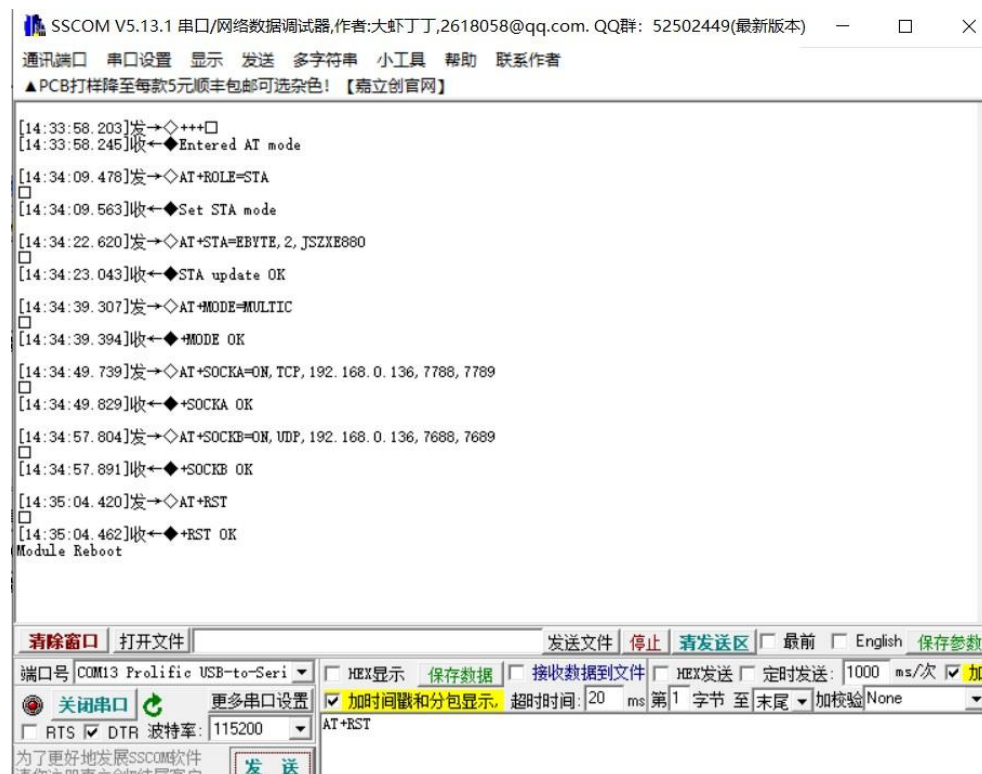 SSCOM V5.13.1 串口/网络数据调试器,作者:大虾丁丁,2618058@qq.com. QQ群：52502449(最新版本)
通讯端口 串口设置 显示 发送 多字符串 小工具 帮助 联系作者
▲PCB打样降至每款5元顺丰包邮可选杂色！【嘉立创官网】
[14:33:58.203]发→◇+++□
[14:33:58.245]收←◆Entered AT mode
[14:34:09.478]发→◇AT+ROLE=STA
□
[14:34:09.563]收←◆Set STA mode
[14:34:22.620]发→◇AT+STA=EBYTE,2,JSZXE880
□
[14:34:23.043]收←◆STA update OK
[14:34:39.307]发→◇AT+MODE=MULTIC
□
[14:34:39.394]收←◆+MODE OK
[14:34:49.739]发→◇AT+SOCKA=ON,TCP,192.168.0.136,7788,7789
□
[14:34:49.829]收←◆+SOCKA OK
[14:34:57.804]发→◇AT+SOCKB=ON,UDP,192.168.0.136,7688,7689
□
[14:34:57.891]收←◆+SOCKB OK
[14:35:04.420]发→◇AT+RST
□
[14:35:04.462]收←◆+RST OK
Module Reboot
清除窗口 打开文件 发送文件 停止 清发送区 最前 English 保存参数
端口号 COM13 Prolific USB-to-Seri HEX显示 保存数据 接收数据到文件 HEX发送 定时发送: 1000 ms/次 加
关闭串口 更多串口设置 加时间戳和分包显示, 超时时间: 20 ms 第 1 字节 至 末尾 加校验 None
RTS DTR 波特率: 115200 AT+RST
为了更好地发展SSCOM软件
发 送